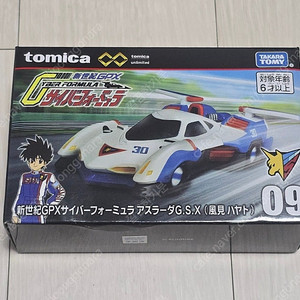 tomica
tomica
unlimited
TAKARA
TOMY
新世紀GPX
CYBER FORMULA
サイバーフォーミュラ
対象年齢
6才以上
30
新世紀GPXサイバーフォーミュラ アスラーダG.S.X（風見 ハヤト）
09